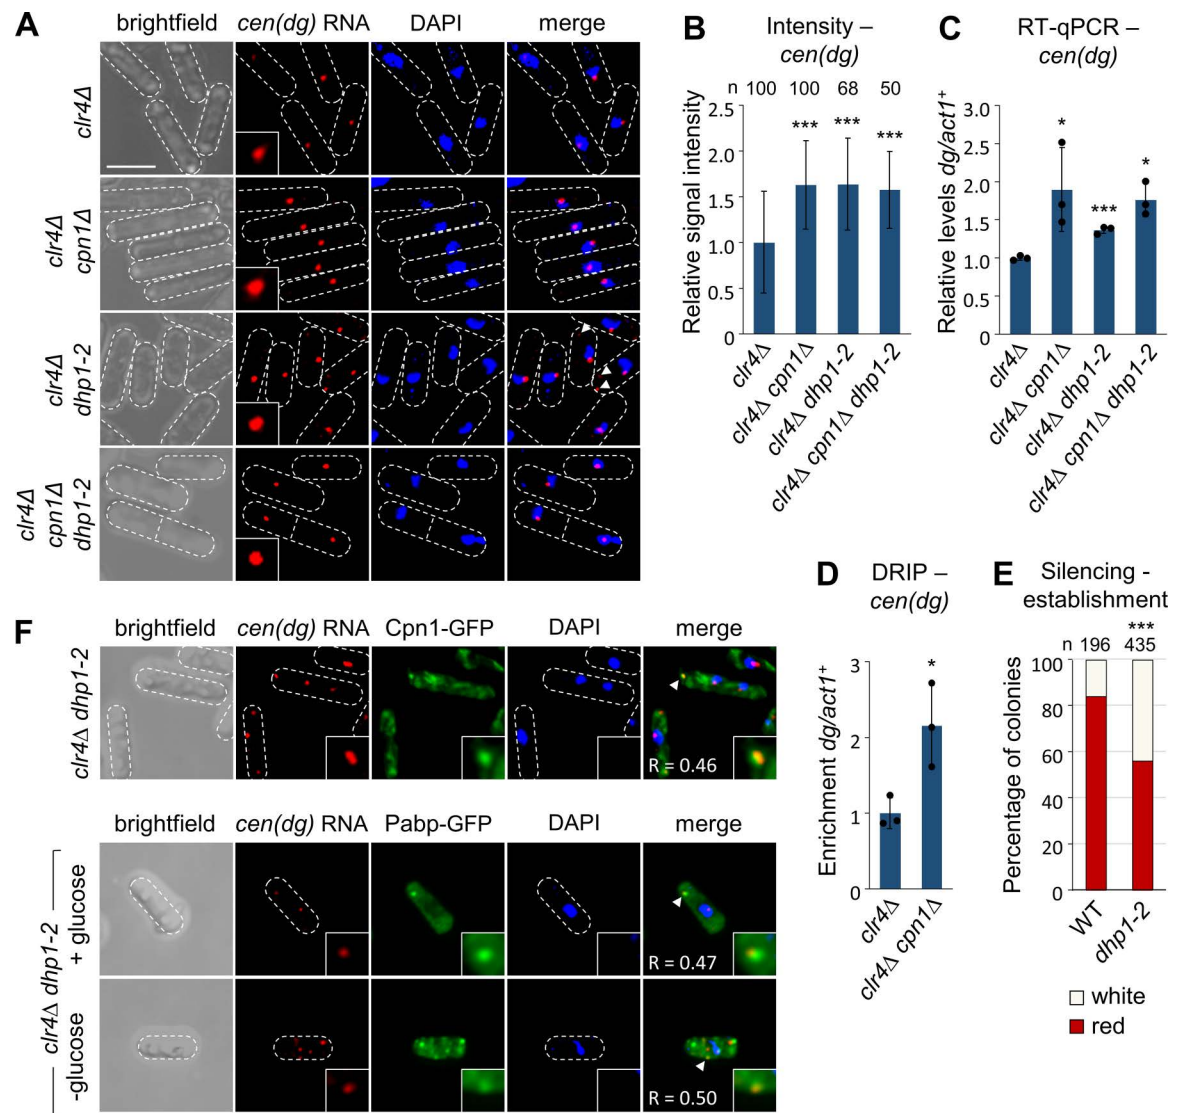 A
brightfield
cen(dg) RNA
DAPI
merge
clr4Δ
clr4Δ
cpn1Δ
clr4Δ
dhp1-2
clr4Δ
cpn1Δ
dhp1-2
B
Intensity –
cen(dg)
n 100 100 68 50
Relative signal intensity
2.5
2.0
1.5
1.0
0.5
0
*** *** ***
clr4Δ
clr4Δ cpn1Δ
clr4Δ dhp1-2
clr4Δ cpn1Δ dhp1-2
C
RT-qPCR –
cen(dg)
Relative levels dg/act1+
3.0
2.5
2.0
1.5
1.0
0.5
0
* *** *
clr4Δ
clr4Δ cpn1Δ
clr4Δ dhp1-2
clr4Δ cpn1Δ dhp1-2
D
DRIP –
cen(dg)
Enrichment dg/act1+
3
2
1
0
*
clr4Δ
clr4Δ cpn1Δ
E
Silencing -
establishment
***
n 196 435
Percentage of colonies
100
80
60
40
20
0
WT
dhp1-2
white
red
F
brightfield
cen(dg) RNA
Cpn1-GFP
DAPI
merge
clr4Δ dhp1-2
R = 0.46
brightfield
cen(dg) RNA
Pabp-GFP
DAPI
merge
clr4Δ dhp1-2
+ glucose
R = 0.47
-glucose
R = 0.50